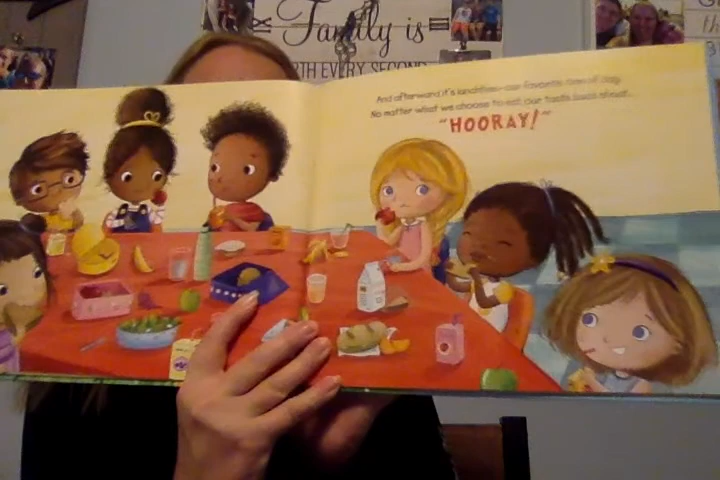 Family is
RTH EVERY SECOND
And afterward it's lunchtime–our favorite time of day.
No matter what we choose to eat, our taste buds shout...
"HOORAY!"